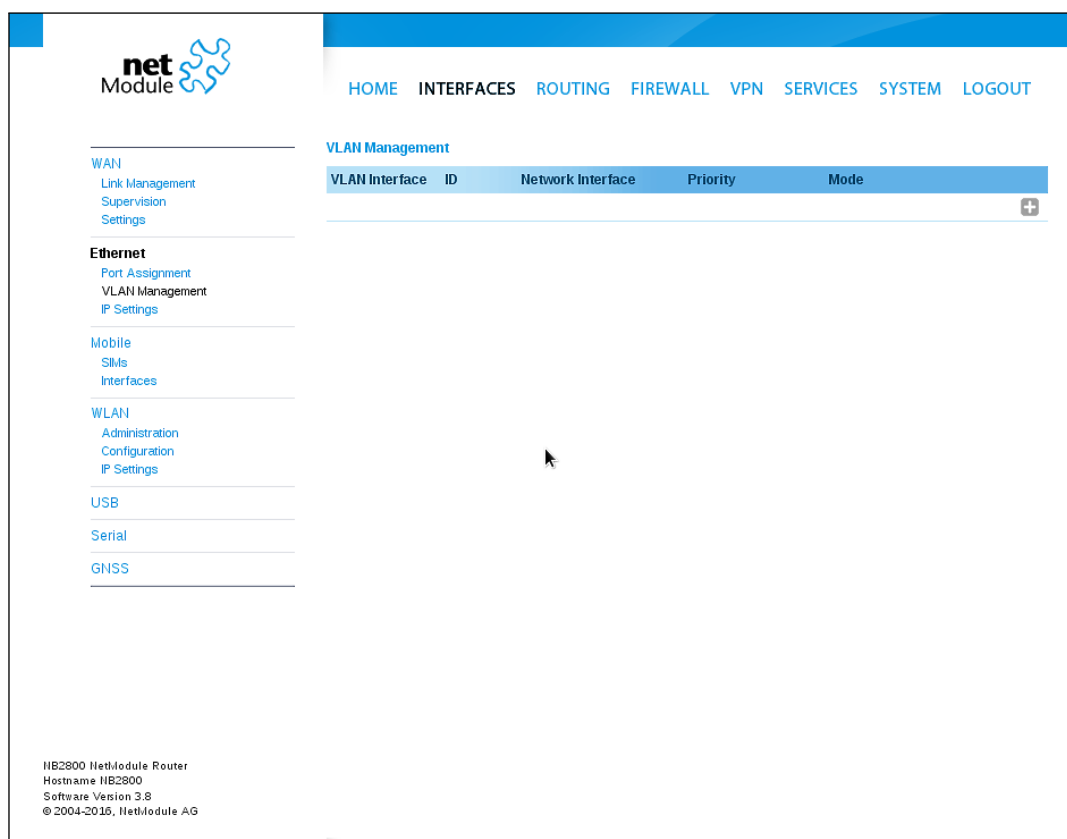 net
Module
HOME INTERFACES ROUTING FIREWALL VPN SERVICES SYSTEM LOGOUT
WAN
Link Management
Supervision
Settings
Ethernet
Port Assignment
VLAN Management
IP Settings
Mobile
SIMs
Interfaces
WLAN
Administration
Configuration
IP Settings
USB
Serial
GNSS
VLAN Management
VLAN Interface ID Network Interface Priority Mode
NB2800 NetModule Router
Hostname NB2800
Software Version 3.8
© 2004-2016, NetModule AG